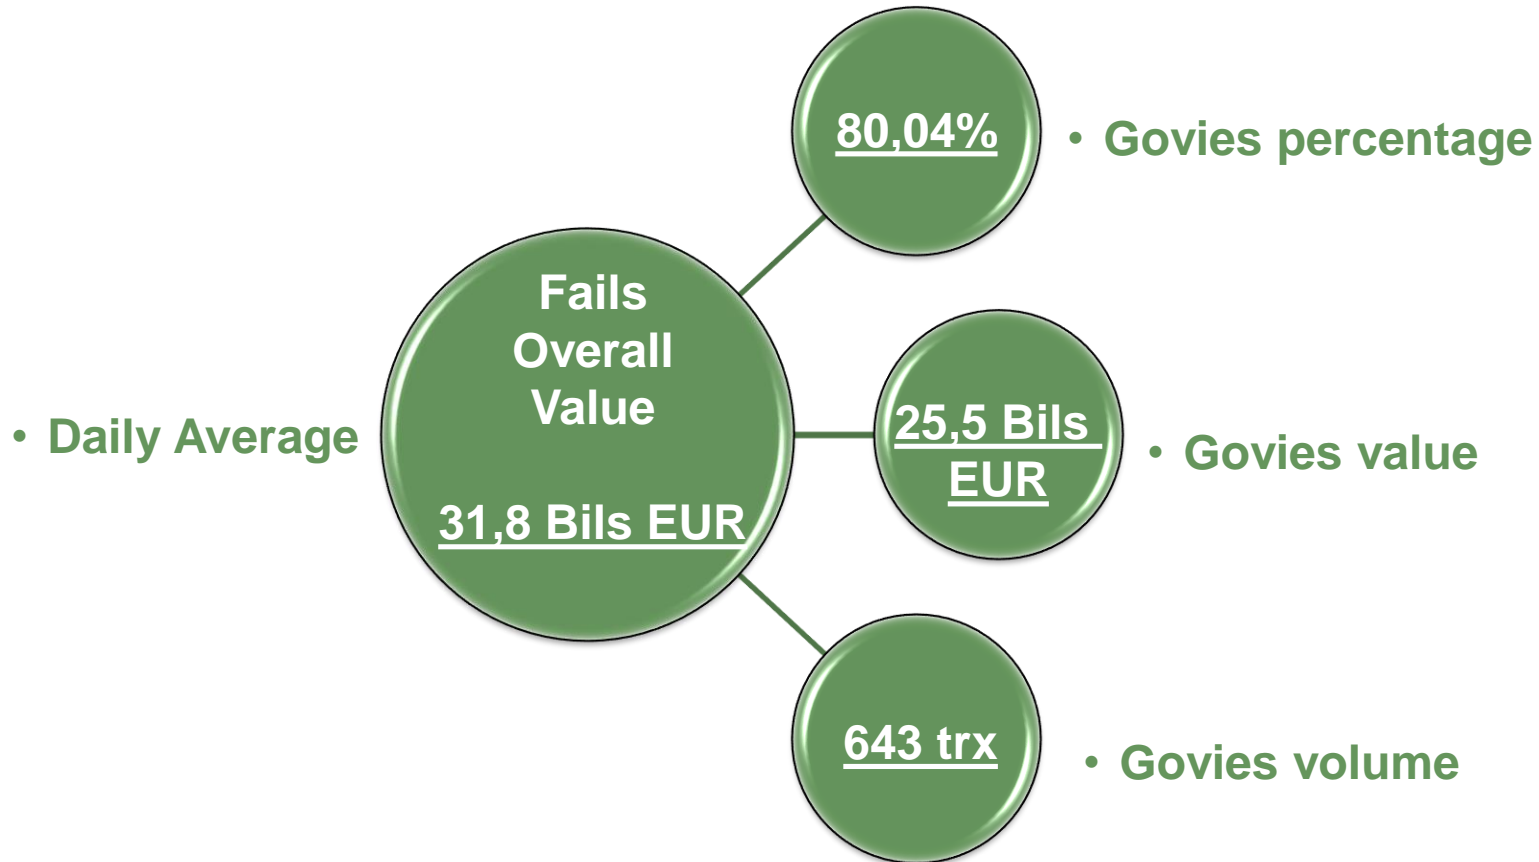 80,04%
• Govies percentage
Fails
Overall
Value
31,8 Bils EUR
• Daily Average
25,5 Bils
EUR
• Govies value
643 trx
• Govies volume